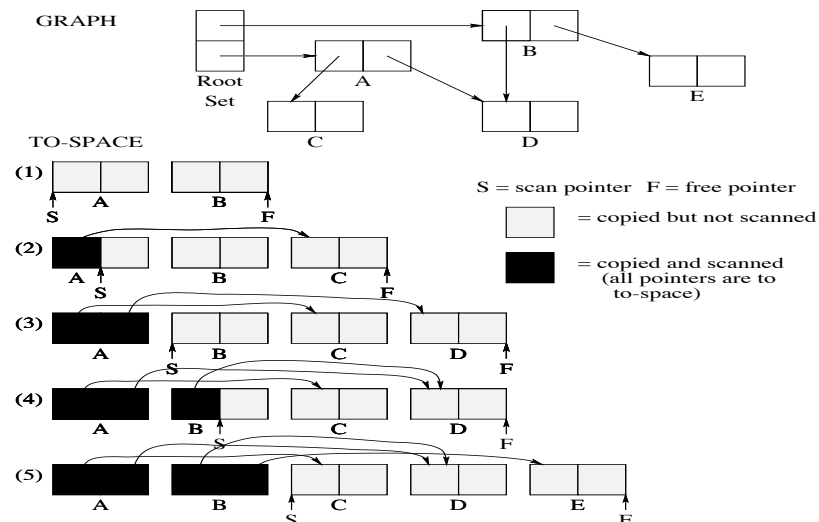 GRAPH
B
Root
Set
A
E
C
D
TO-SPACE
(1)
A
B
S
F
S = scan pointer F = free pointer
= copied but not scanned
(2)
A
S
B
C
F
= copied and scanned
(all pointers are to
to-space)
(3)
A
S
B
C
D
F
(4)
A
B
S
C
D
F
(5)
A
B
S
C
D
E
F